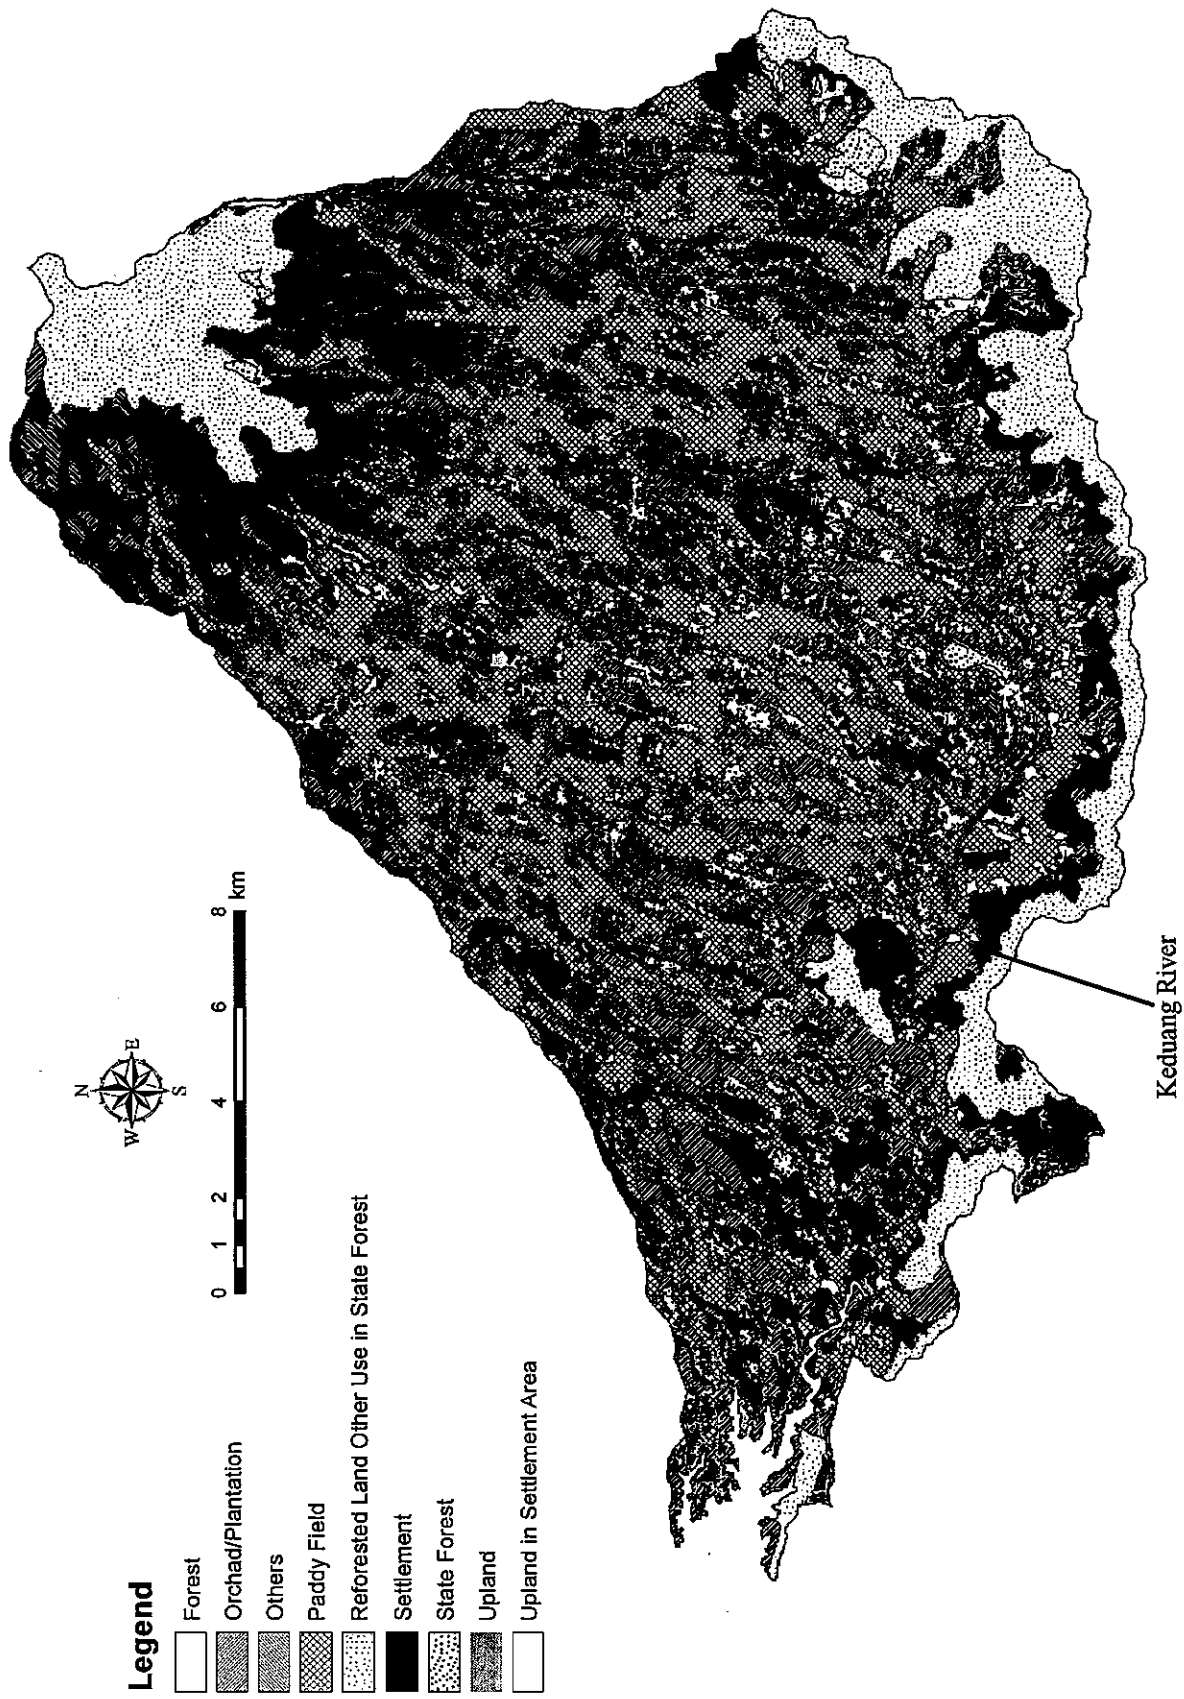 Legend
Forest
Orchad/Plantation
Others
Paddy Field
Reforested Land Other Use in State Forest
Settlement
State Forest
Upland
Upland in Settlement Area
0 1 2 4 6 8 km
N
W E
S
Keduang River